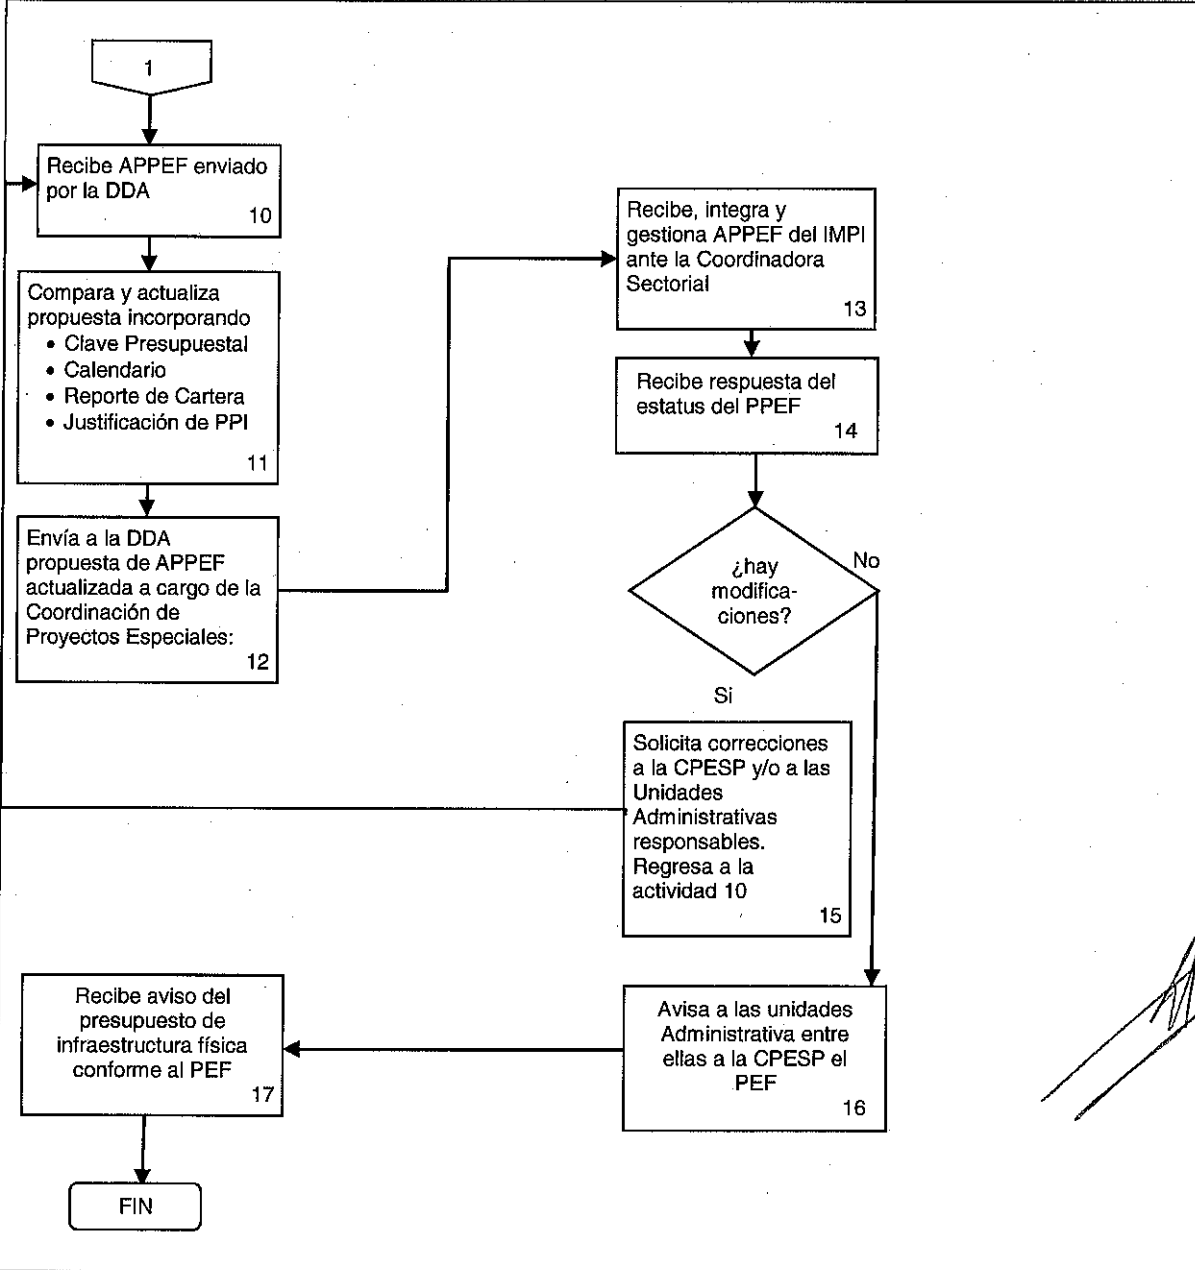 1
Recibe APPEF enviado
por la DDA
10
Compara y actualiza
propuesta incorporando
• Clave Presupuestal
• Calendario
• Reporte de Cartera
• Justificación de PPI
11
Envía a la DDA
propuesta de APPEF
actualizada a cargo de la
Coordinación de
Proyectos Especiales:
12
Recibe, integra y
gestiona APPEF del IMPI
ante la Coordinadora
Sectorial
13
Recibe respuesta del
estatus del PPEF
14
¿hay
modifica-
ciones?
No
Si
Solicita correcciones
a la CPESP y/o a las
Unidades
Administrativas
responsables.
Regresa a la
actividad 10
15
Avisa a las unidades
Administrativa entre
ellas a la CPESP el
PEF
16
Recibe aviso del
presupuesto de
infraestructura física
conforme al PEF
17
FIN